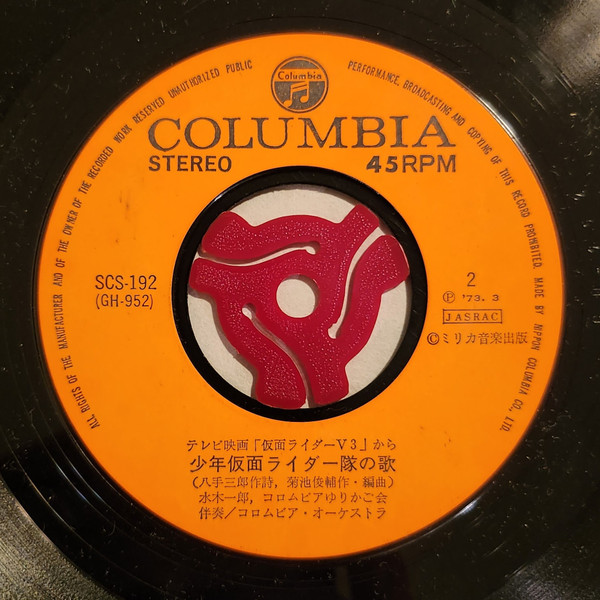 ALL RIGHTS OF THE MANUFACTURER AND OF THE OWNER OF THE RECORDED WORK RESERVED UNAUTHORIZED PUBLIC PERFORMANCE, BROADCASTING AND COPYING OF THIS RECORD PROHIBITED. MADE BY NIPPON COLUMBIA CO., LTD.
Columbia
COLUMBIA
STEREO 45RPM
SCS-192
(GH-952)
2
Ⓟ '73. 3
JASRAC
©ミリカ音楽出版
テレビ映画『仮面ライダーV3』から
少年仮面ライダー隊の歌
(八手三郎作詩，菊池俊輔作・編曲)
水木一郎，コロムビアゆりかご会
伴奏/コロムビア・オーケストラ